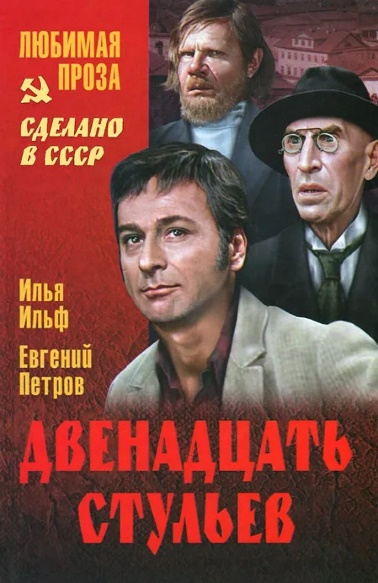 ЛЮБИМАЯ
ПРОЗА
СДЕЛАНО
В СССР
Илья
Ильф
Евгений
Петров
ДВЕНАДЦАТЬ
СТУЛЬЕВ